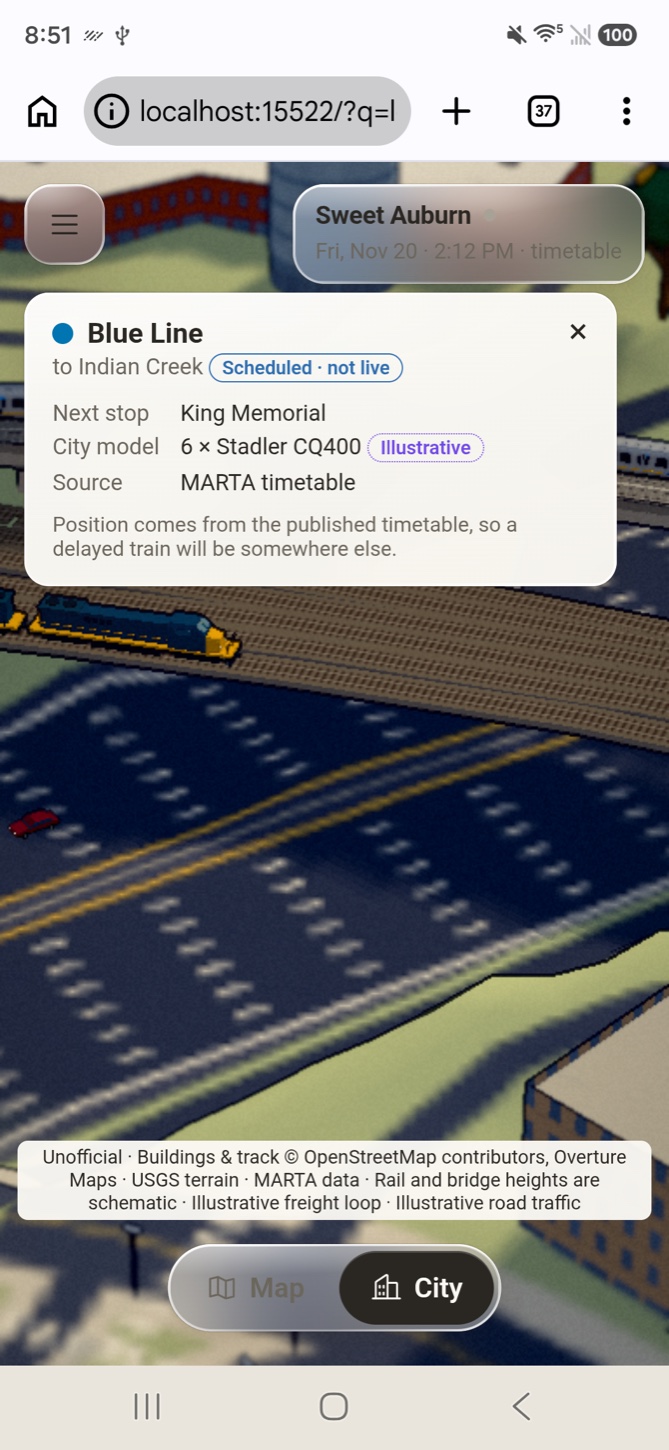 8:51
5
100
localhost:15522/?q=l
37
Sweet Auburn
Fri, Nov 20 · 2:12 PM · timetable
Blue Line
to Indian Creek Scheduled · not live
Next stop King Memorial
City model 6 × Stadler CQ400 Illustrative
Source MARTA timetable
Position comes from the published timetable, so a
delayed train will be somewhere else.
Unofficial · Buildings & track © OpenStreetMap contributors, Overture
Maps · USGS terrain · MARTA data · Rail and bridge heights are
schematic · Illustrative freight loop · Illustrative road traffic
Map City